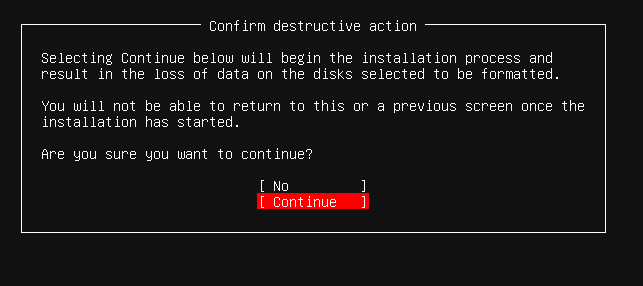 Confirm destructive action
Selecting Continue below will begin the installation process and
result in the loss of data on the disks selected to be formatted.
You will not be able to return to this or a previous screen once the
installation has started.
Are you sure you want to continue?
[ No ]
[ Continue ]